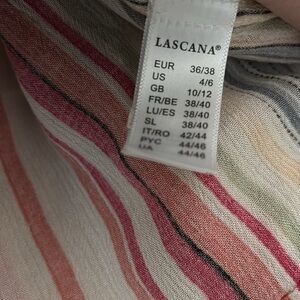 LASCANA®
EUR 36/38
US 4/6
GB 10/12
FR/BE 38/40
LU/ES 38/40
SL 38/40
IT/RO 42/44
РУС 44/46
UA 44/46